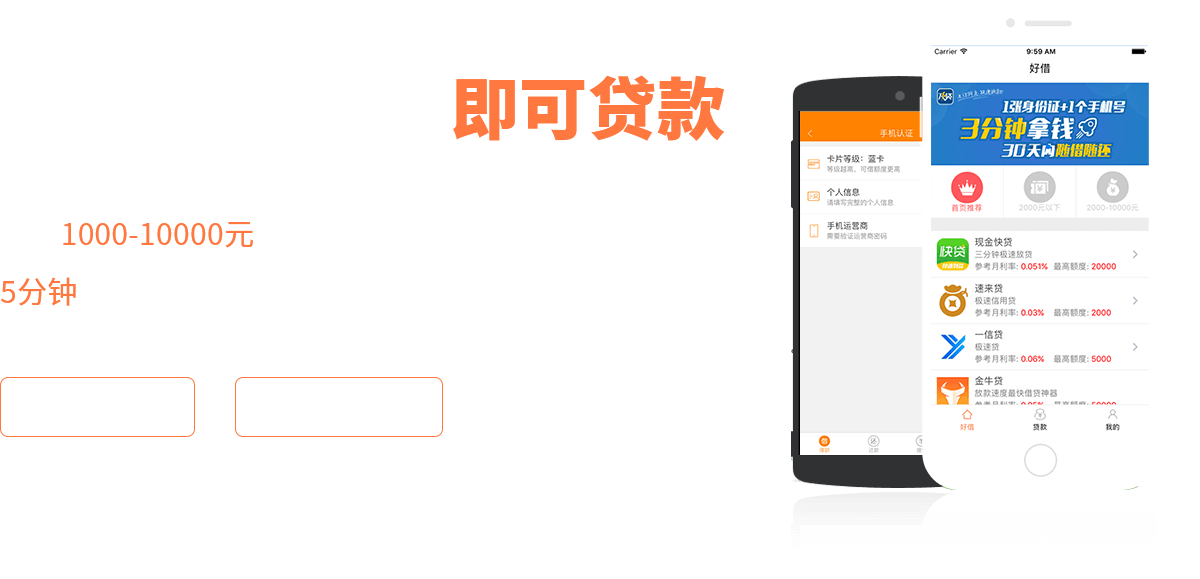 即可贷款
1000-10000元
5分钟
手机认证
卡片等级：蓝卡
等级越高，可借额度更高
个人信息
请填写完整的个人信息
手机运营商
需要验证运营商密码
还款
Carrier
9:59 AM
好借
1张身份证+1个手机号
3分钟拿钱
30天内随借随还
首页推荐
2000元以下
2000-10000元
快贷
现金快贷
三分钟极速放贷
参考月利率: 0.051% 最高额度: 20000
速来贷
极速信用贷
参考月利率: 0.03% 最高额度: 2000
一信贷
极速贷
参考月利率: 0.06% 最高额度: 5000
金牛贷
放款速度最快借贷神器
好借
贷款
我的